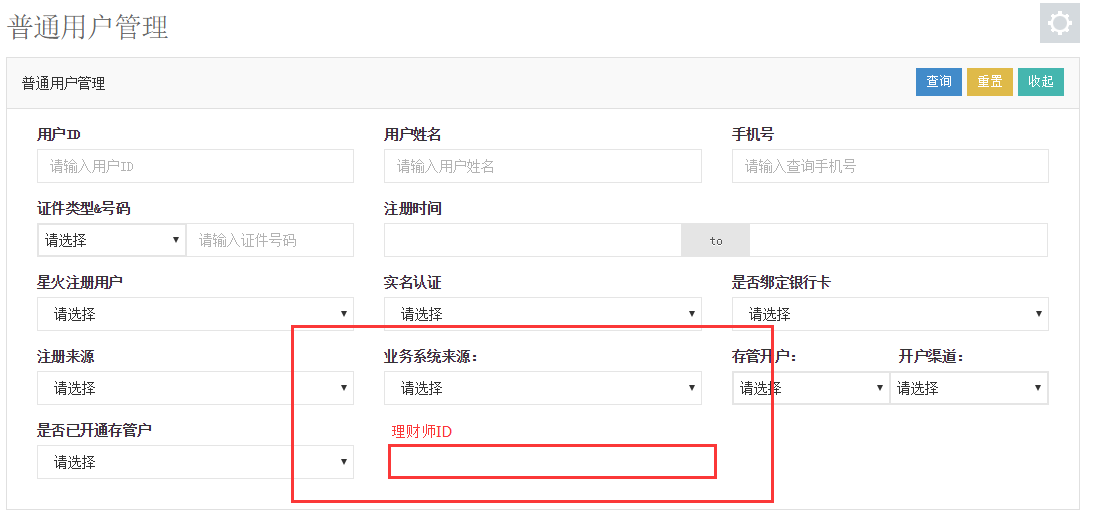 普通用户管理
普通用户管理 查询 重置 收起
用户ID 用户姓名 手机号
请输入用户ID 请输入用户姓名 请输入查询手机号
证件类型&号码 注册时间
请选择 请输入证件号码 to
星火注册用户 实名认证 是否绑定银行卡
请选择 请选择 请选择
注册来源 业务系统来源: 存管开户: 开户渠道:
请选择 请选择 请选择 请选择
是否已开通存管户 理财师ID
请选择